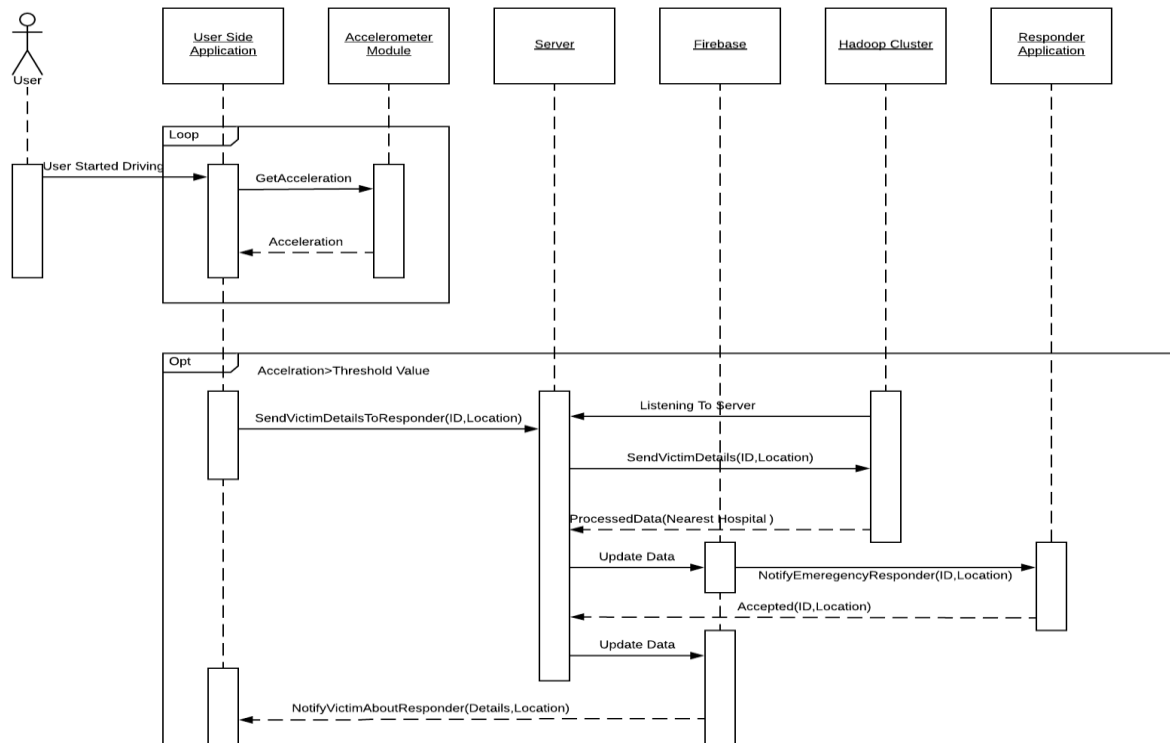 User Side
Application
Accelerometer
Module
Server
Firebase
Hadoop Cluster
Responder
Application
User
Loop
User Started Driving
GetAcceleration
Acceleration
Opt
Accelration>Threshold Value
Listening To Server
SendVictimDetailsToResponder(ID,Location)
SendVictimDetails(ID,Location)
ProcessedData(Nearest Hospital )
Update Data
NotifyEmeregencyResponder(ID,Location)
Accepted(ID,Location)
Update Data
NotifyVictimAboutResponder(Details,Location)